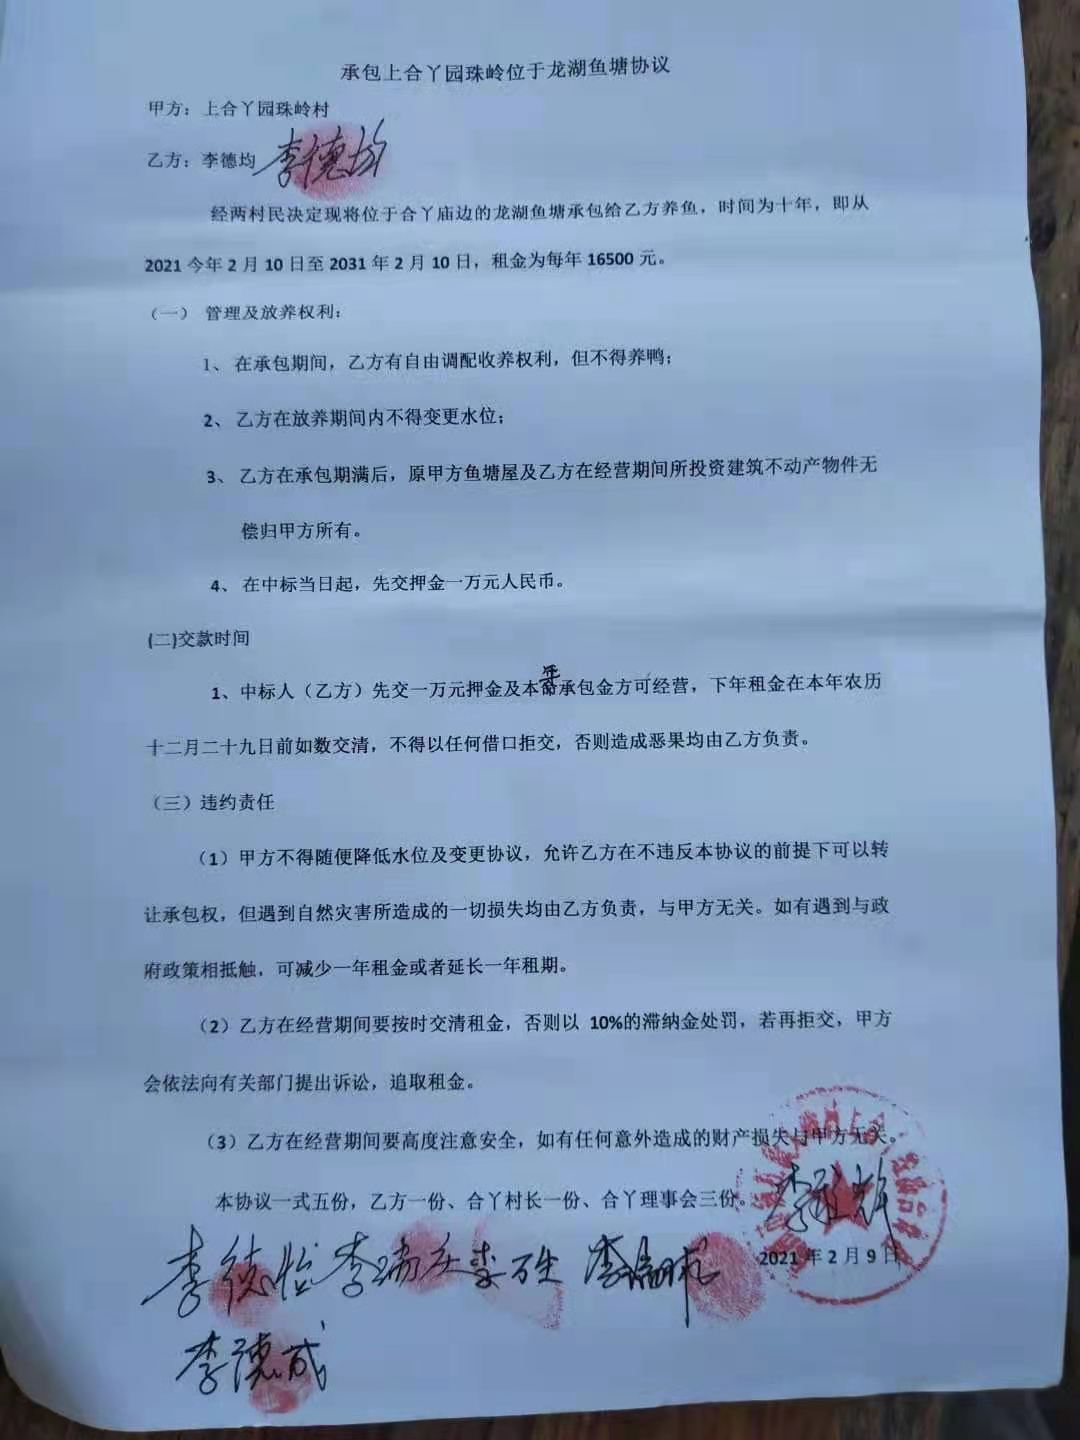 承包上合丫园珠岭位于龙湖鱼塘协议
甲方：上合丫园珠岭村
乙方：李德均 李德均
经两村民决定现将位于合丫庙边的龙湖鱼塘承包给乙方养鱼，时间为十年，即从
2021 今年 2 月 10 日至 2031 年 2 月 10 日，租金为每年 16500 元。
（一） 管理及放养权利：
1、 在承包期间，乙方有自由调配收养权利，但不得养鸭；
2、 乙方在放养期间内不得变更水位；
3、 乙方在承包期满后，原甲方鱼塘屋及乙方在经营期间所投资建筑不动产物件无
偿归甲方所有。
4、 在中标当日起，先交押金一万元人民币。
(二)交款时间
年
1、中标人（乙方）先交一万元押金及本承包金方可经营，下年租金在本年农历
十二月二十九日前如数交清，不得以任何借口拒交，否则造成恶果均由乙方负责。
（三）违约责任
（1）甲方不得随便降低水位及变更协议，允许乙方在不违反本协议的前提下可以转
让承包权，但遇到自然灾害所造成的一切损失均由乙方负责，与甲方无关。如有遇到与政
府政策相抵触，可减少一年租金或者延长一年租期。
（2）乙方在经营期间要按时交清租金，否则以 10%的滞纳金处罚，若再拒交，甲方
会依法向有关部门提出诉讼，追取租金。
（3）乙方在经营期间要高度注意安全，如有任何意外造成的财产损失与甲方无关。
本协议一式五份，乙方一份、合丫村长一份、合丫理事会三份。
2021 年 2 月 9 日
李德怡 李瑞庆 李万生
李德成